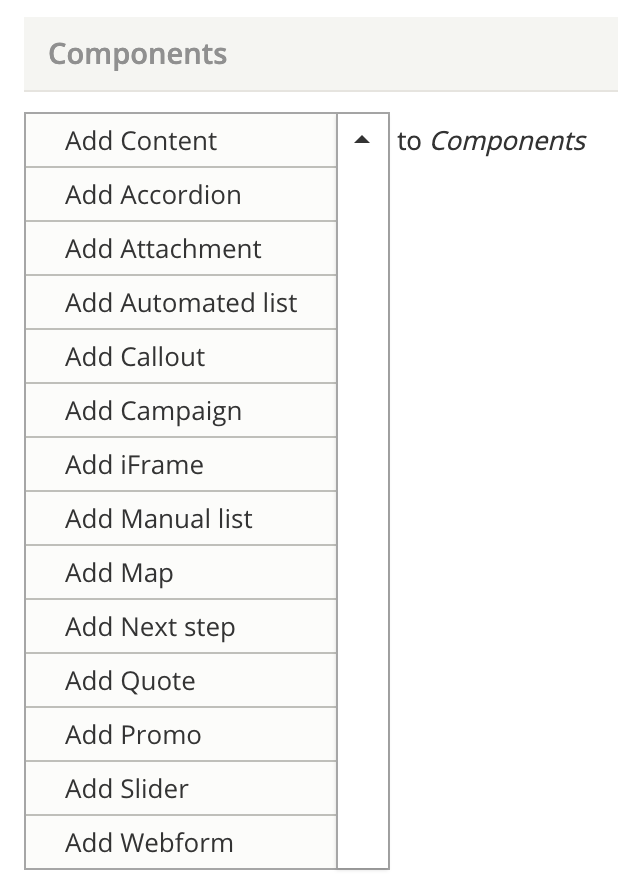 Components
Add Content to Components
Add Accordion
Add Attachment
Add Automated list
Add Callout
Add Campaign
Add iFrame
Add Manual list
Add Map
Add Next step
Add Quote
Add Promo
Add Slider
Add Webform